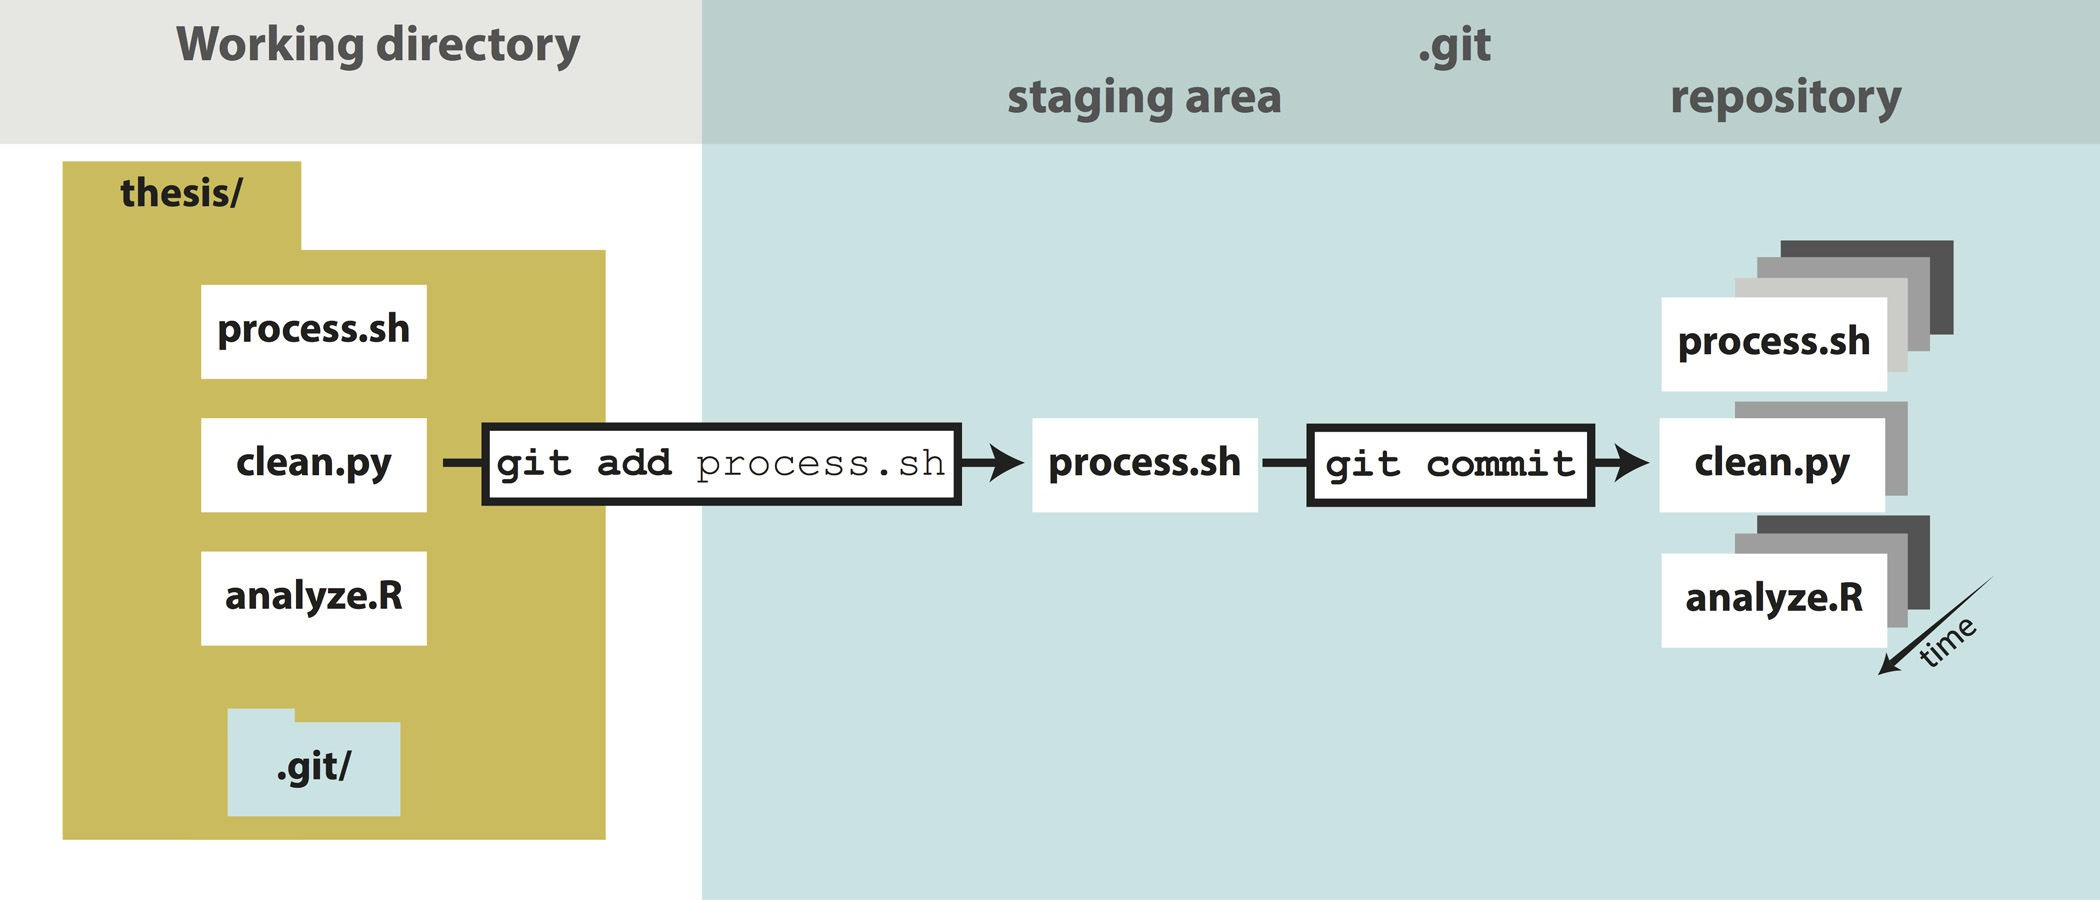 Working directory
.git
staging area
repository
thesis/
process.sh
clean.py
analyze.R
.git/
git add process.sh
process.sh
git commit
process.sh
clean.py
analyze.R
time